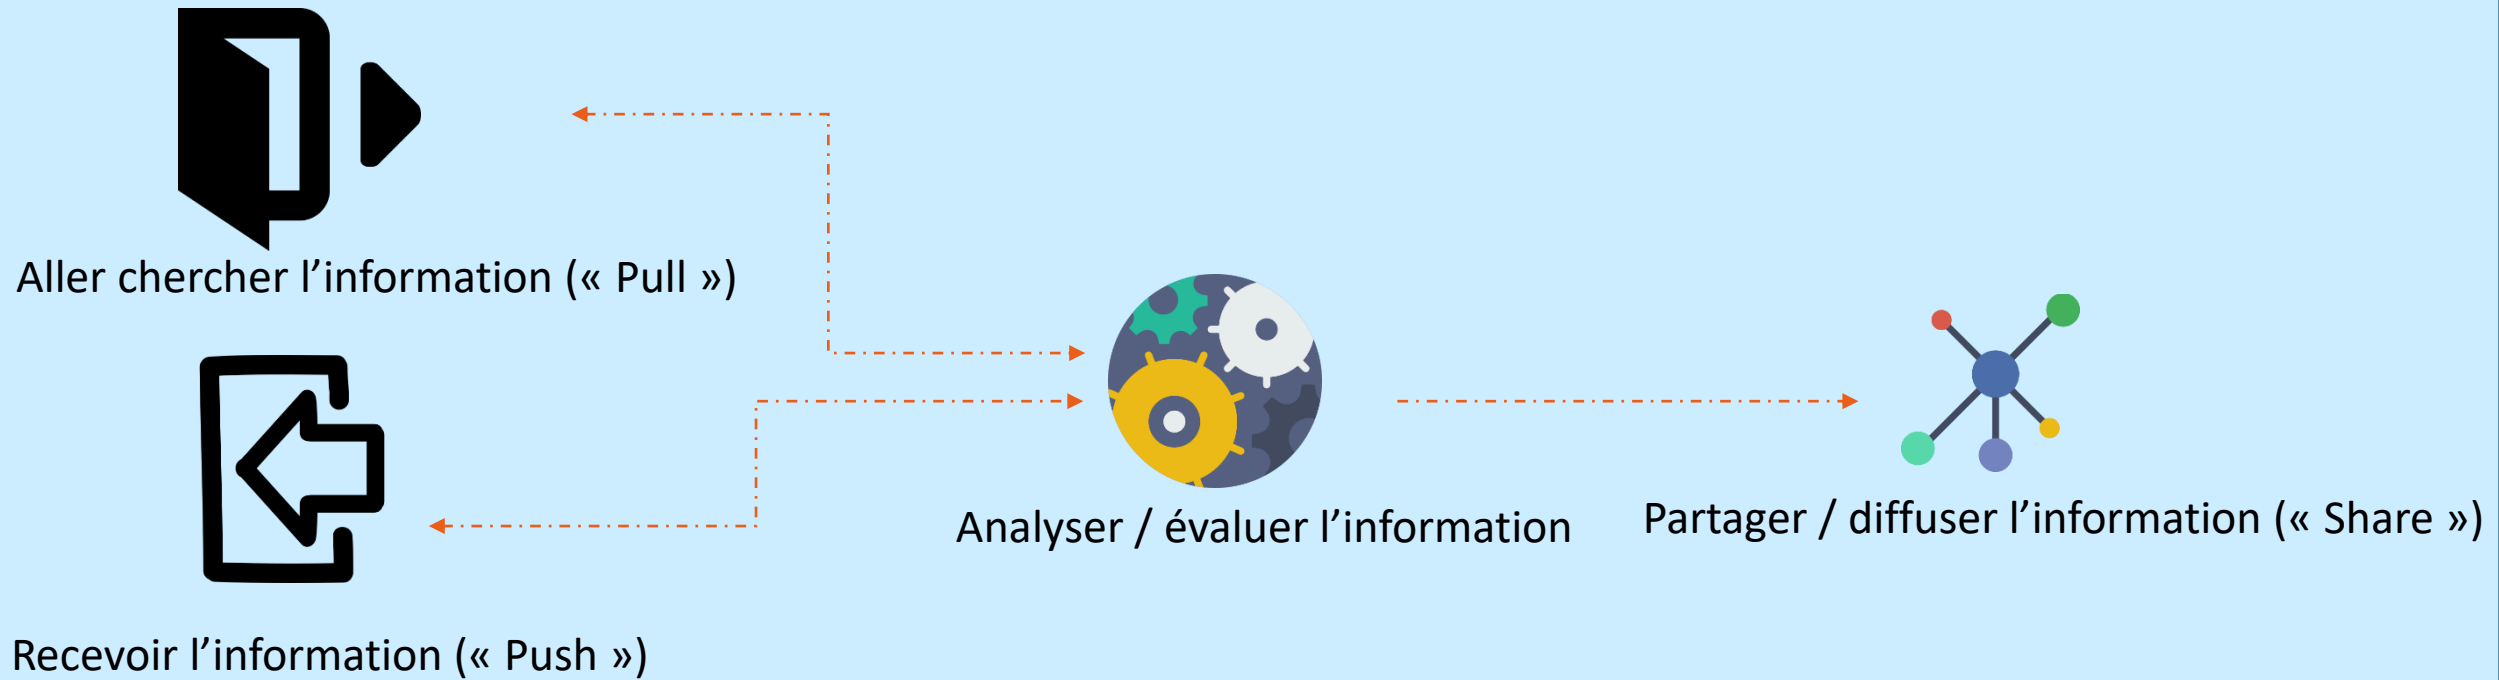 Aller chercher l’information (« Pull »)
Recevoir l’information (« Push »)
Analyser / évaluer l’information
Partager / diffuser l’information (« Share »)